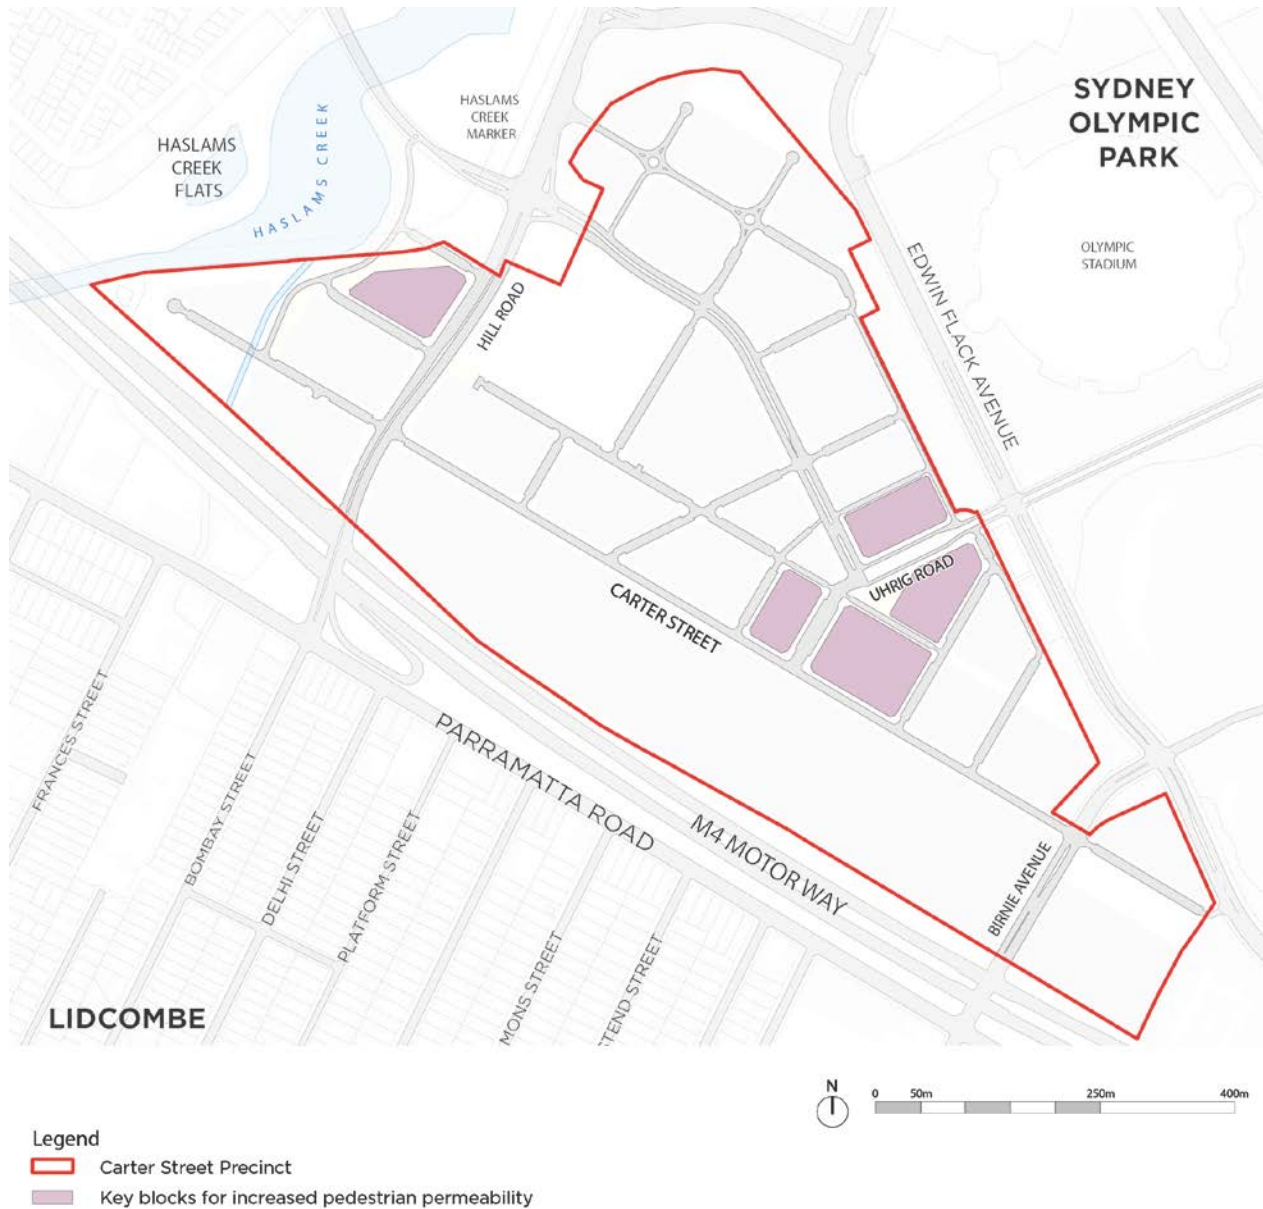 HASLAMS
CREEK
MARKER
SYDNEY
OLYMPIC
PARK
HASLAMS
CREEK
FLATS
HASLAMS CREEK
OLYMPIC
STADIUM
EDWIN FLACK AVENUE
HILL ROAD
UHRIG ROAD
CARTER STREET
FRANCES STREET
BOMBAY STREET
DELHI STREET
PLATFORM STREET
PARRAMATTA ROAD
M4 MOTOR WAY
BIRNIE AVENUE
MONS STREET
STEND STREET
LIDCOMBE
N
0 50m 250m 400m
Legend
Carter Street Precinct
Key blocks for increased pedestrian permeability